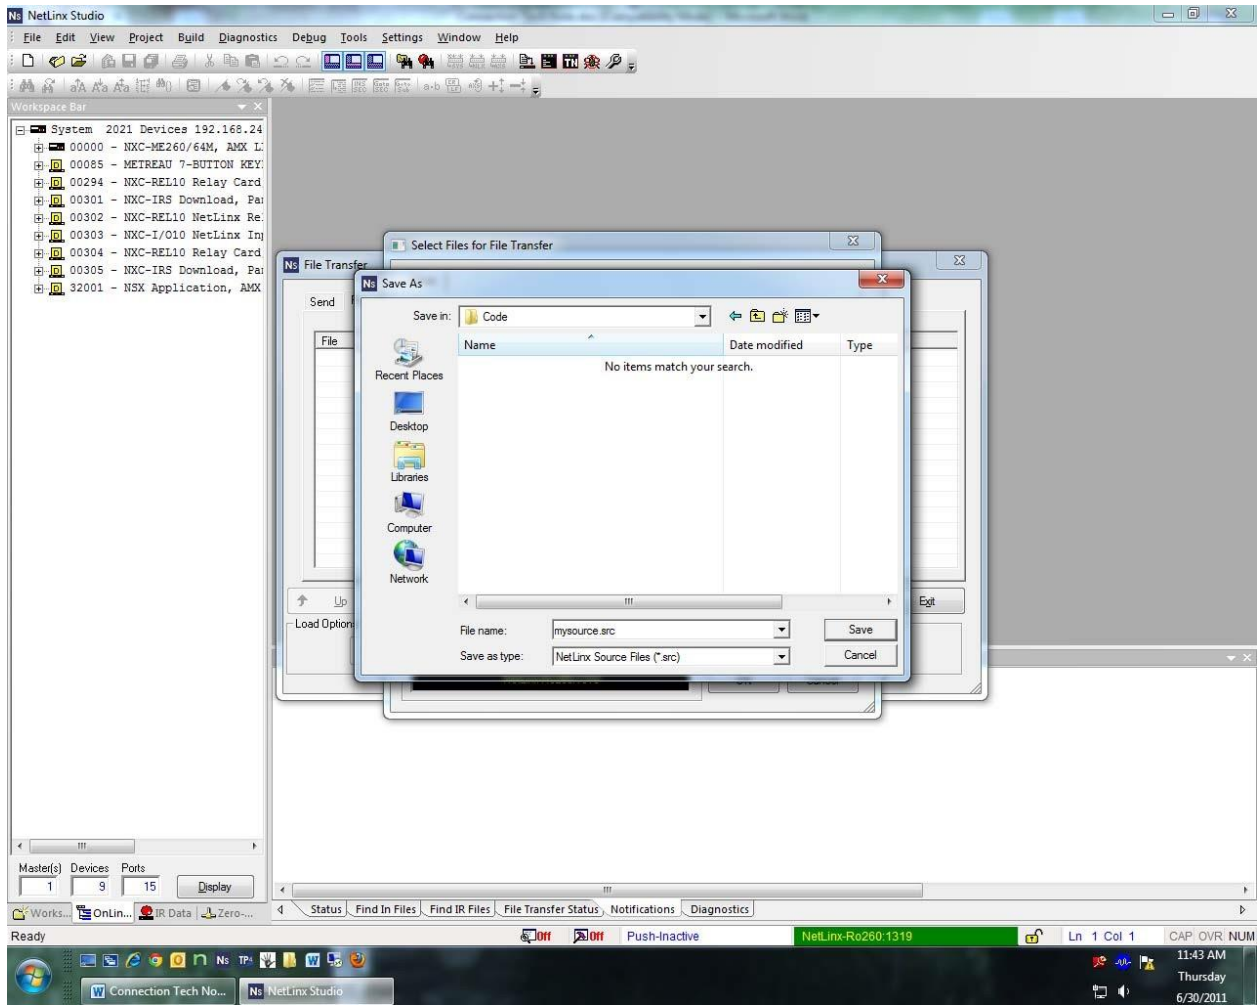 NetLinx Studio
File Edit View Project Build Diagnostics Debug Tools Settings Window Help
Workspace Bar
System 2021 Devices 192.168.24
00000 - NXC-ME260/64M, AMX
00085 - METREAU 7-BUTTON
00294 - NXC-REL10 Relay Card
00301 - NXC-IRS Download,
00302 - NXC-REL10 NetLinx
00303 - NXC-I/O10 NetLinx
00304 - NXC-REL10 Relay Card
00305 - NXC-IRS Download,
32001 - NSX Application, AMX
Select Files for File Transfer
File Transfer
Send
File
Up
Exit
Load
Save As
Save in: Code
Name Date modified Type
No items match your search.
Recent Places
Desktop
Libraries
Computer
Network
File name: mysource.src
Save
Save as type: NetLinx Source Files (*.src)
Cancel
Master(s) Devices Ports
1 9 15 Display
Works... OnLin... IR Data Zero-...
Status Find In Files Find IR Files File Transfer Status Notifications Diagnostics
Ready
Off Off Push-Inactive NetLinx-Ro260:1319 Ln 1 Col 1 CAP OVR NUM
Connection Tech No...
NetLinx Studio
11:43 AM
Thursday
6/30/2011